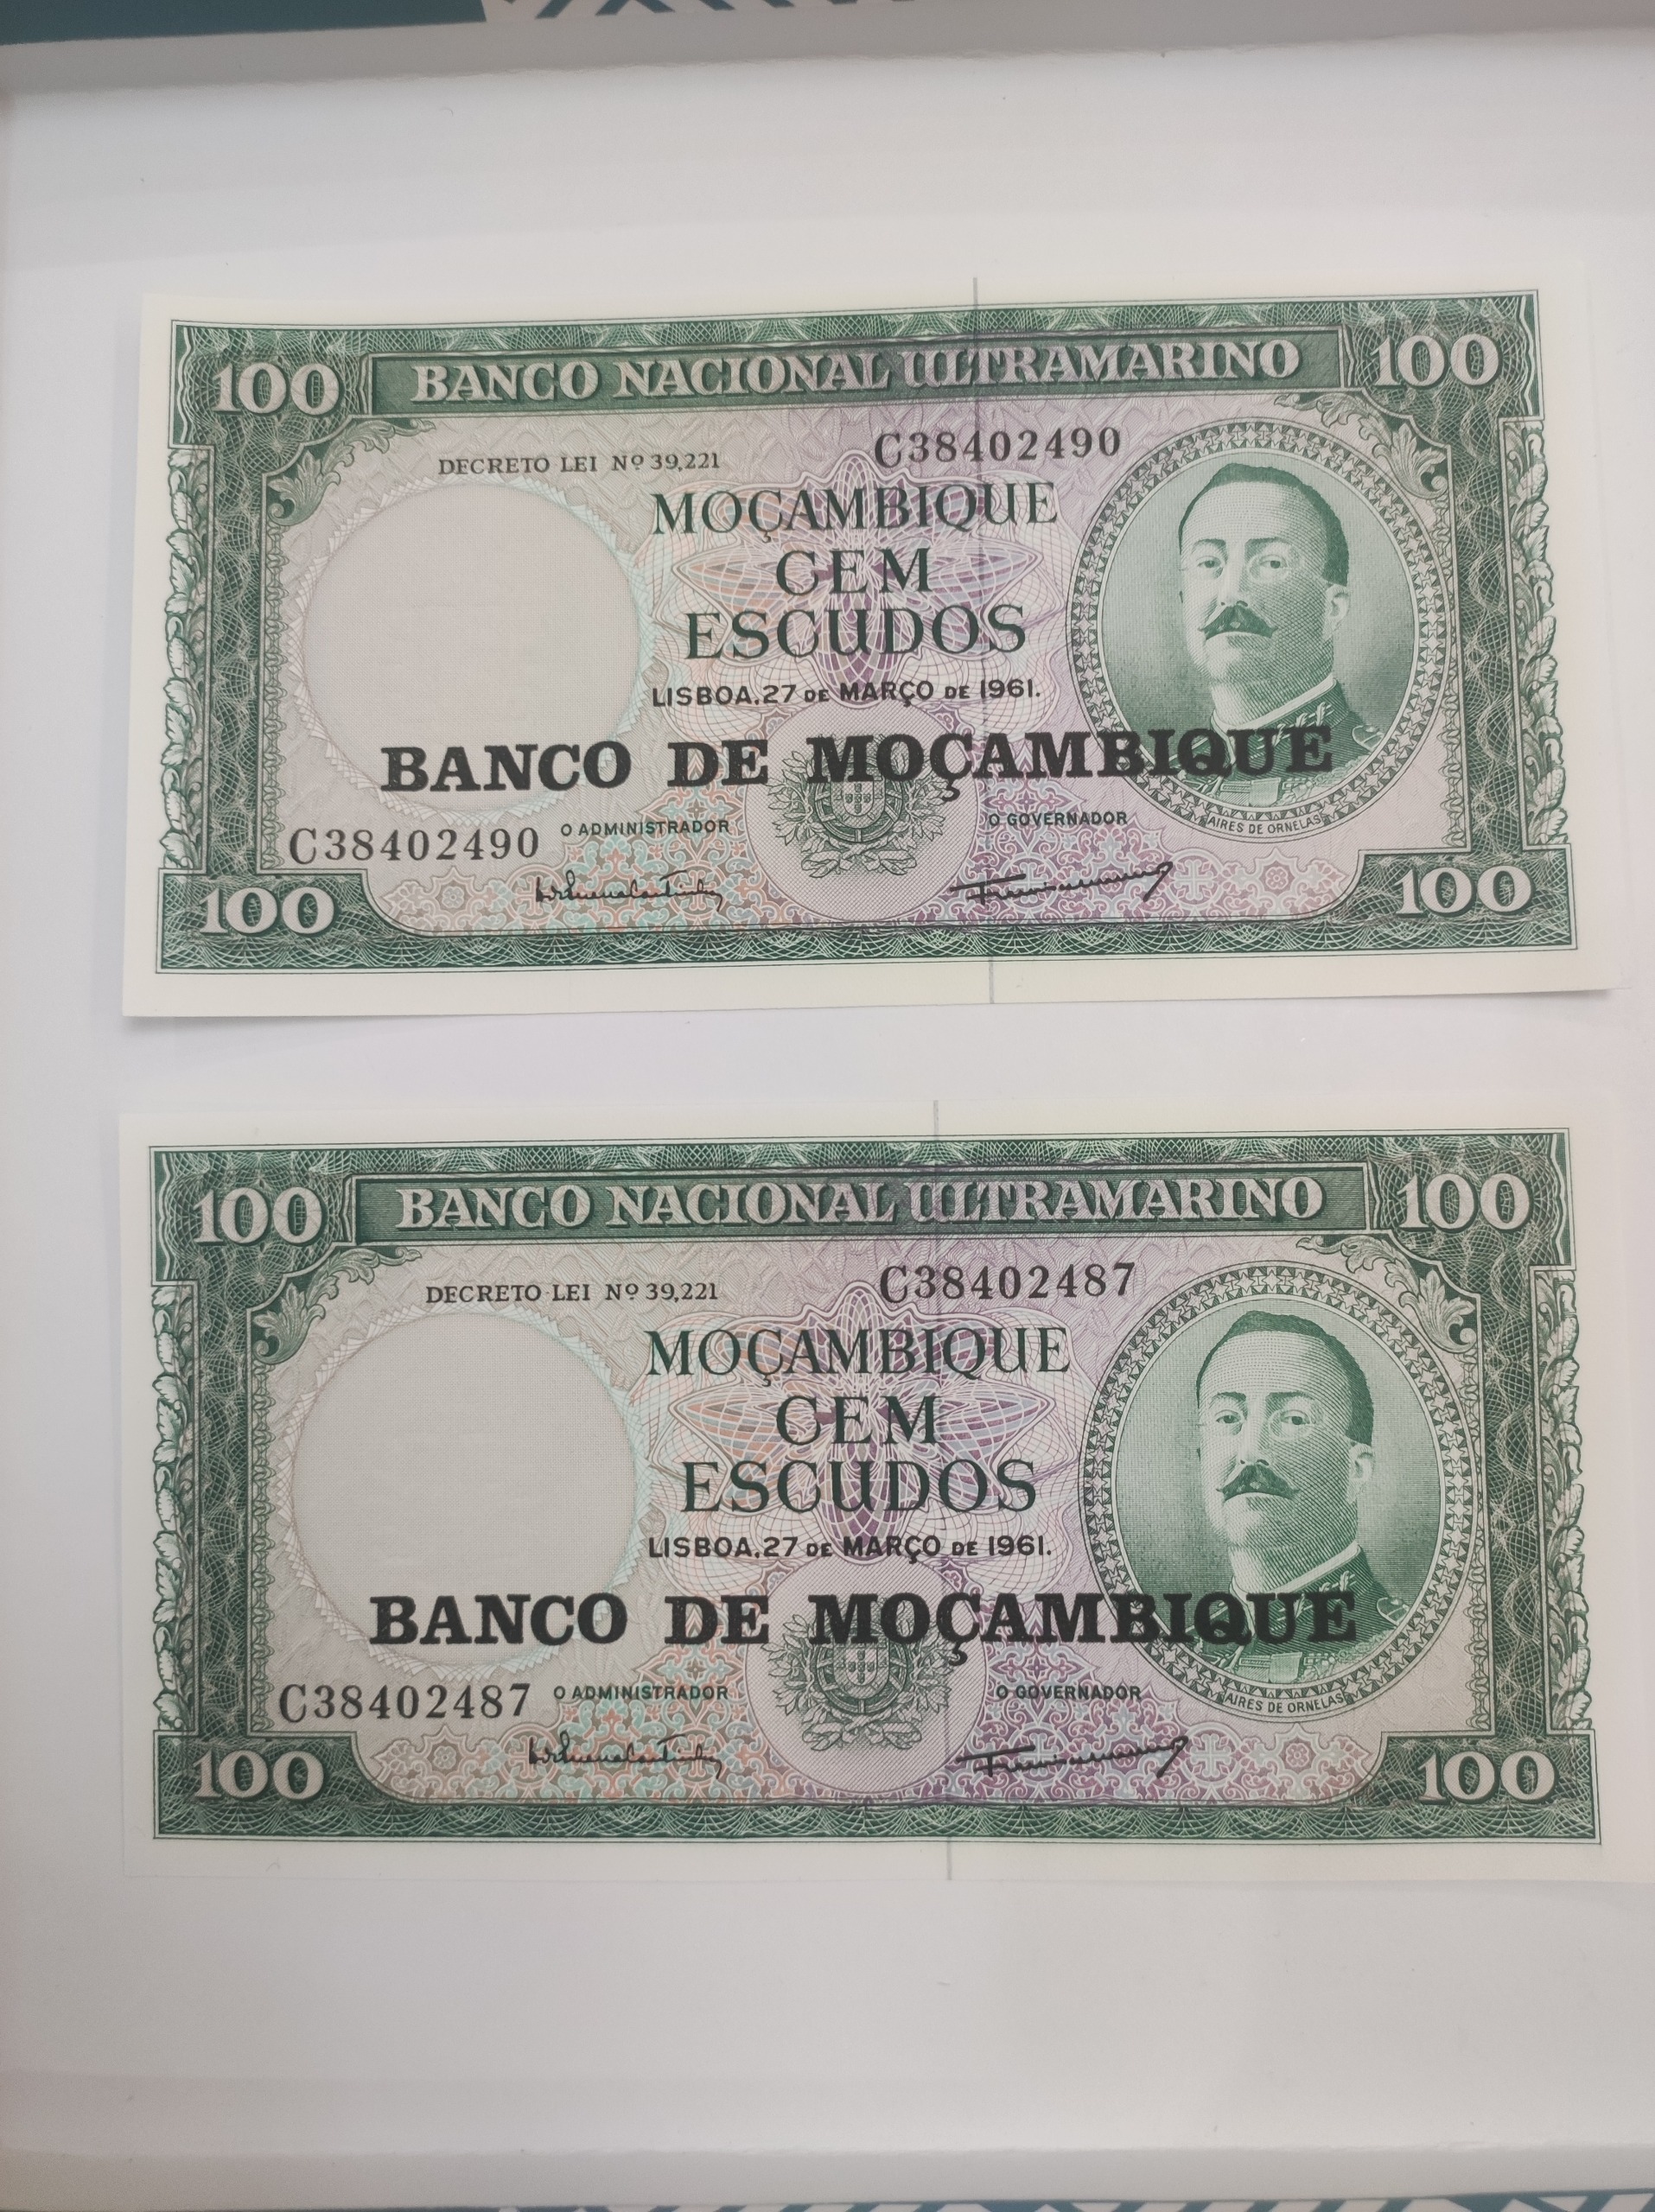 100 BANCO NACIONAL ULTRAMARINO 100
DECRETO LEI Nº 39,221 C38402490
MOÇAMBIQUE
CEM
ESCUDOS
LISBOA, 27 DE MARÇO DE 1961.
BANCO DE MOÇAMBIQUE
C38402490 O ADMINISTRADOR O GOVERNADOR AIRES DE ORNELAS
100 100
100 BANCO NACIONAL ULTRAMARINO 100
DECRETO LEI Nº 39,221 C38402487
MOÇAMBIQUE
CEM
ESCUDOS
LISBOA, 27 DE MARÇO DE 1961.
BANCO DE MOÇAMBIQUE
C38402487 O ADMINISTRADOR O GOVERNADOR AIRES DE ORNELAS
100 100